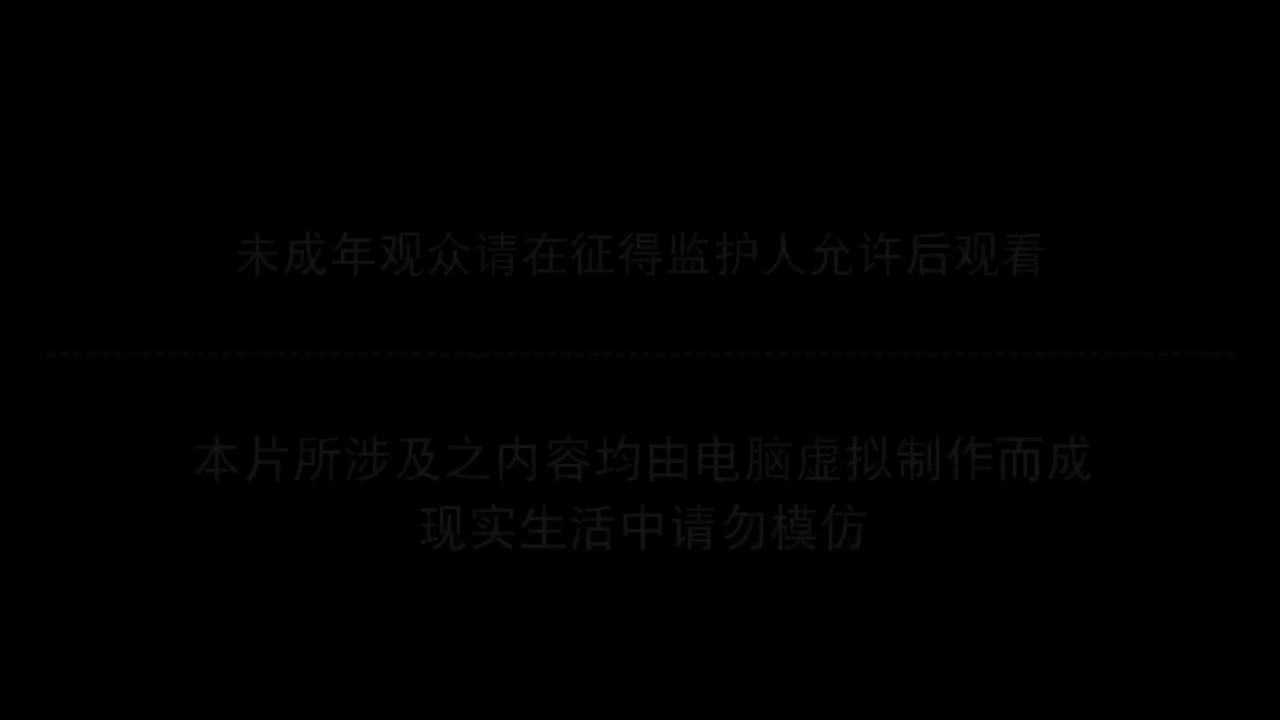 未成年观众请在征得监护人允许后观看
本片所涉及之内容均由电脑虚拟制作而成
现实生活中请勿模仿